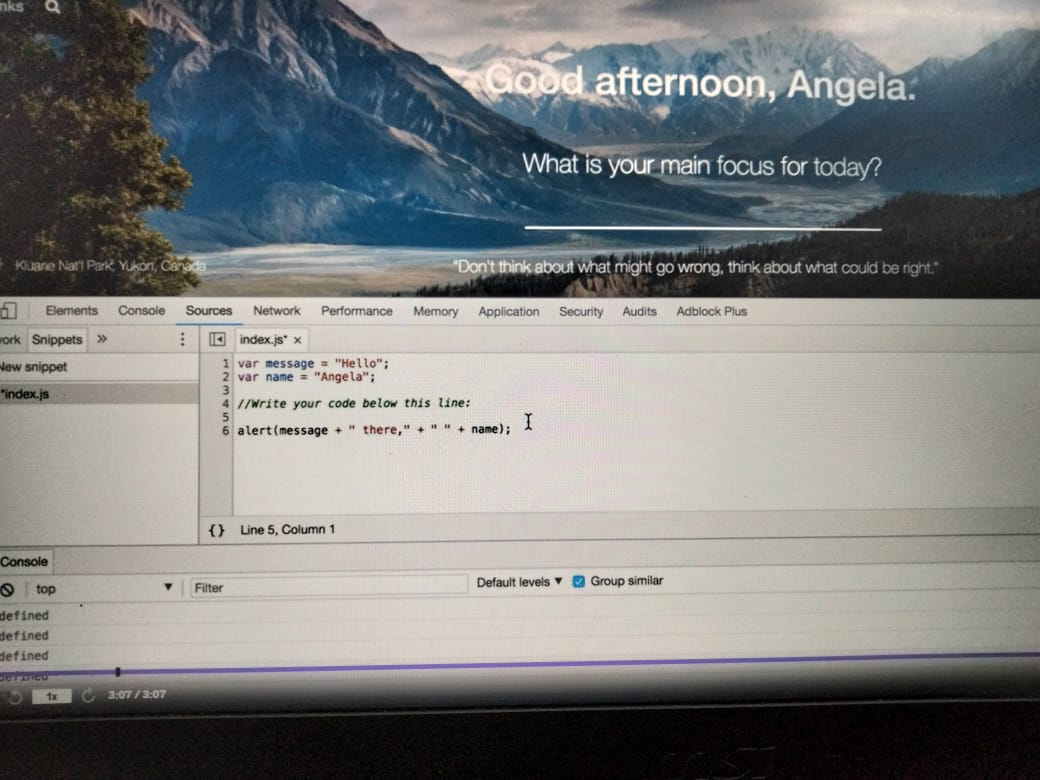 Good afternoon, Angela.
What is your main focus for today?
Kluane Nat'l Park, Yukon, Canada
"Don't think about what might go wrong, think about what could be right."
Elements Console Sources Network Performance Memory Application Security Audits Adblock Plus
Snippets » index.js* ×
New snippet
*index.js
1 var message = "Hello";
2 var name = "Angela";
3
4 //Write your code below this line:
5
6 alert(message + " there," + " " + name);
{} Line 5, Column 1
Console
top ▼ Filter Default levels ▼ Group similar
defined
defined
defined
defined
1x 3:07 / 3:07